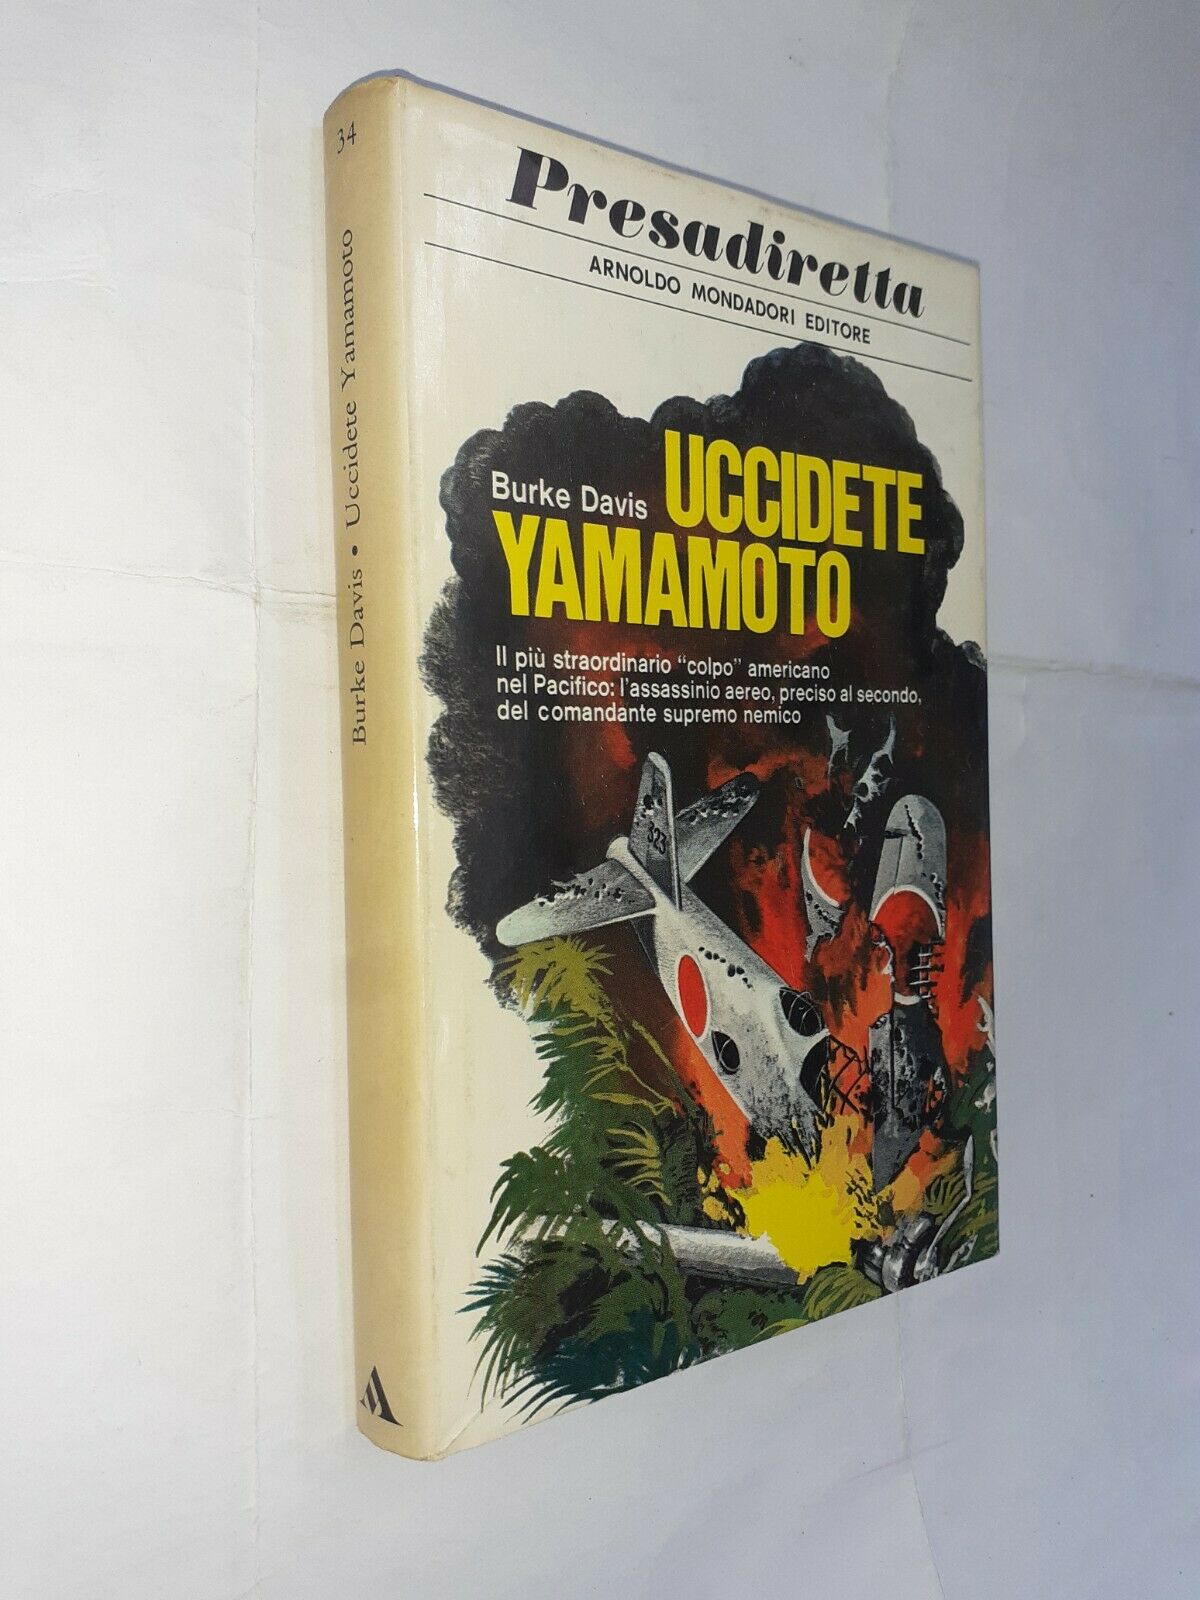 34
Burke Davis • Uccidete Yamamoto
Presadiretta
ARNOLDO MONDADORI EDITORE
Burke Davis UCCIDETE
YAMAMOTO
Il più straordinario “colpo” americano
nel Pacifico: l'assassinio aereo, preciso al secondo,
del comandante supremo nemico
323